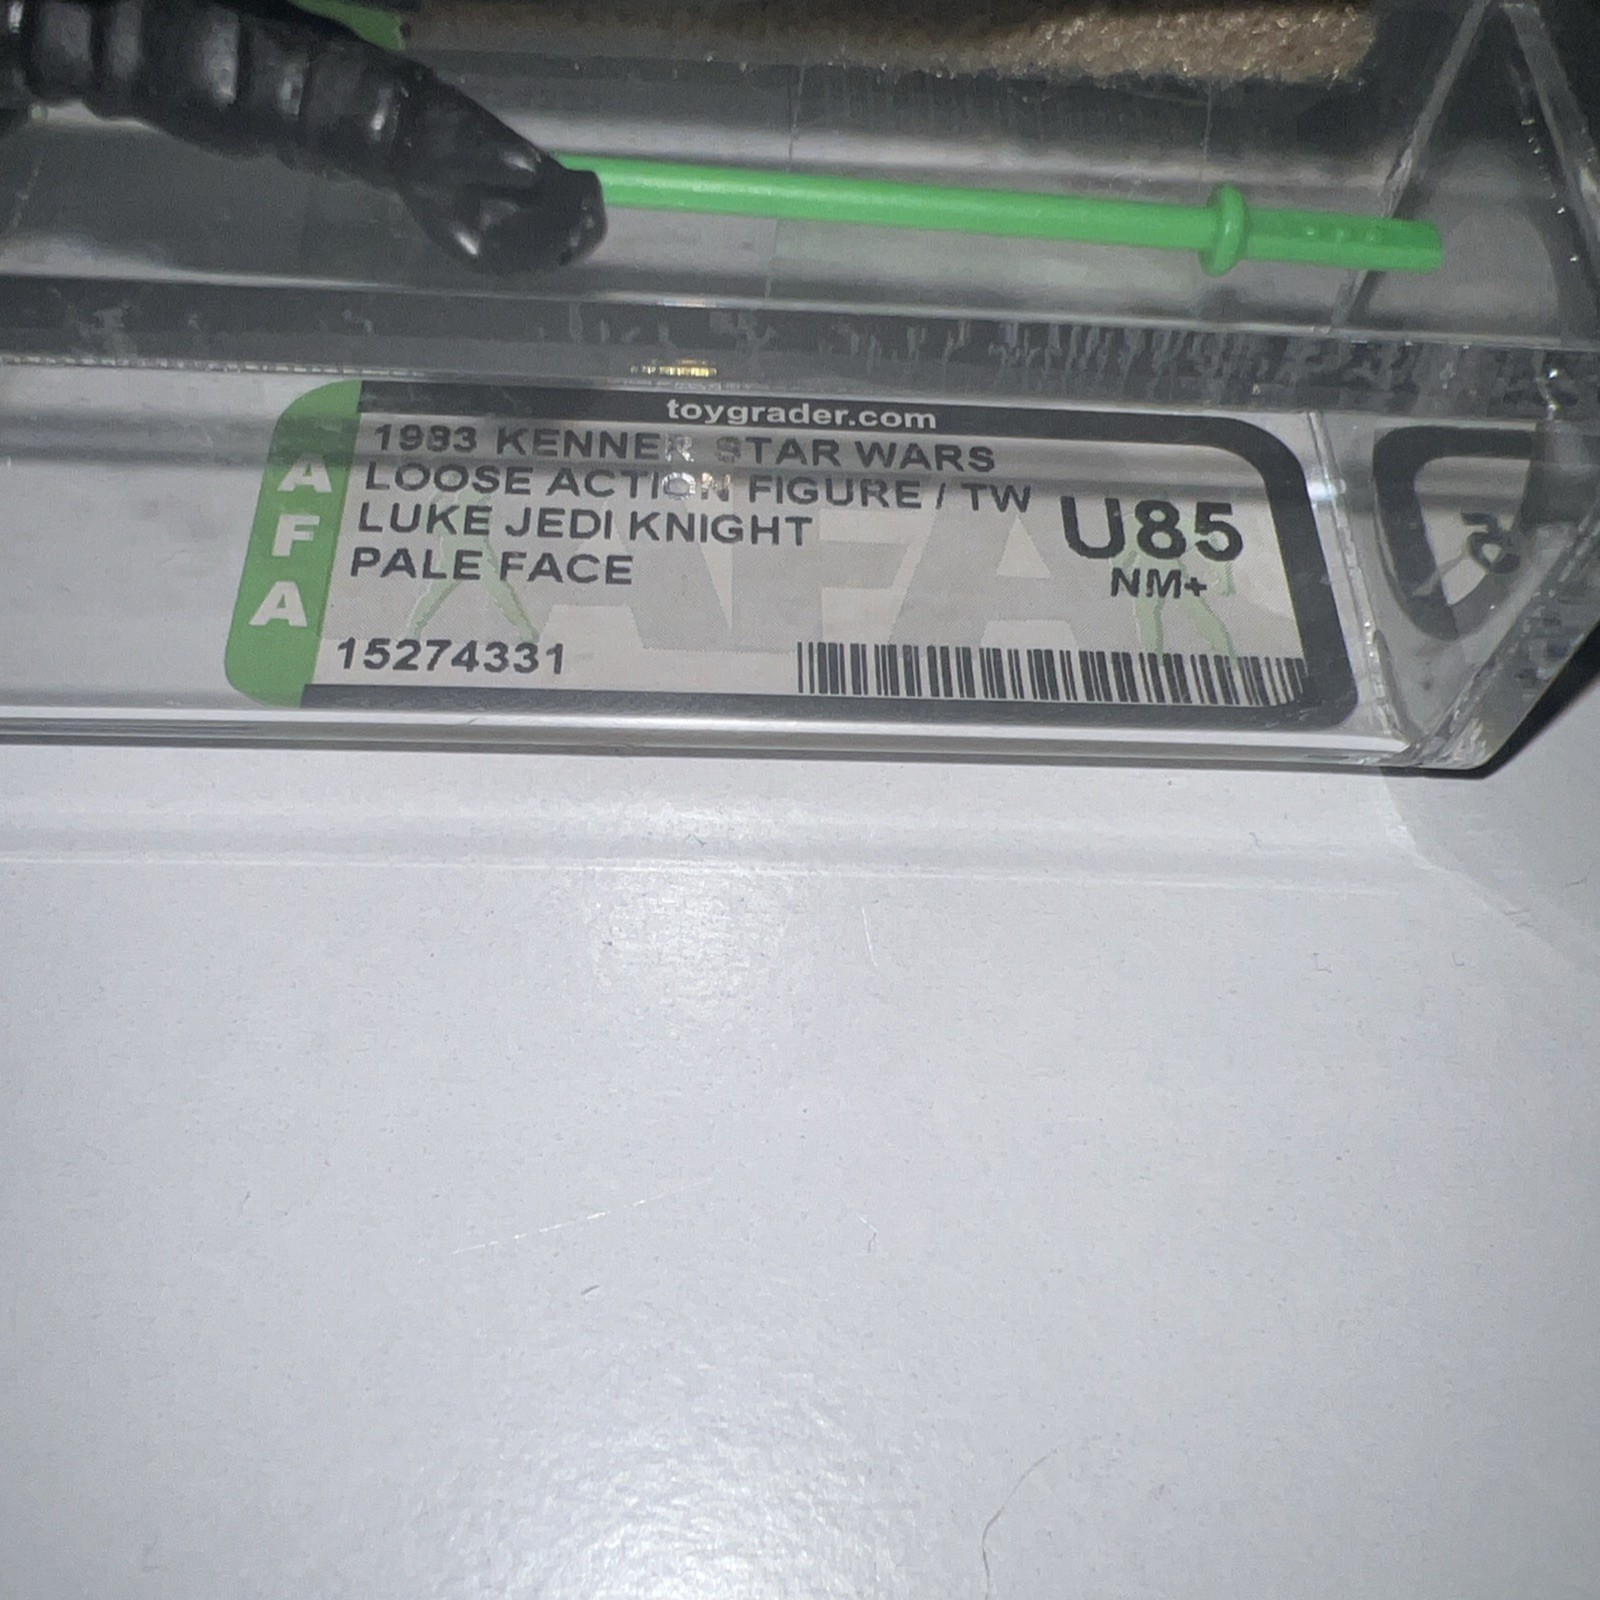 toygrader.com
AFA
1983 KENNER STAR WARS
LOOSE ACTION FIGURE / TW
LUKE JEDI KNIGHT
PALE FACE
U85
NM+
15274331